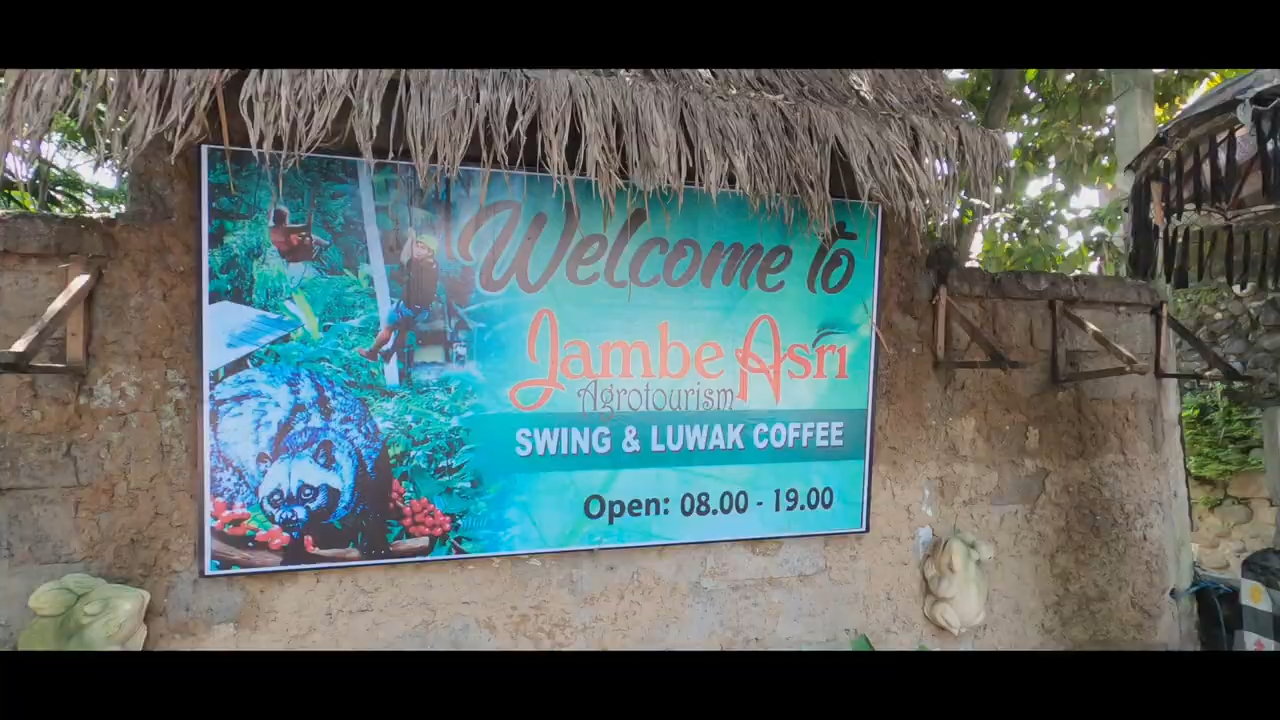 Welcome to
Jambe Asri
Agrotourism
SWING & LUWAK COFFEE
Open: 08.00 - 19.00